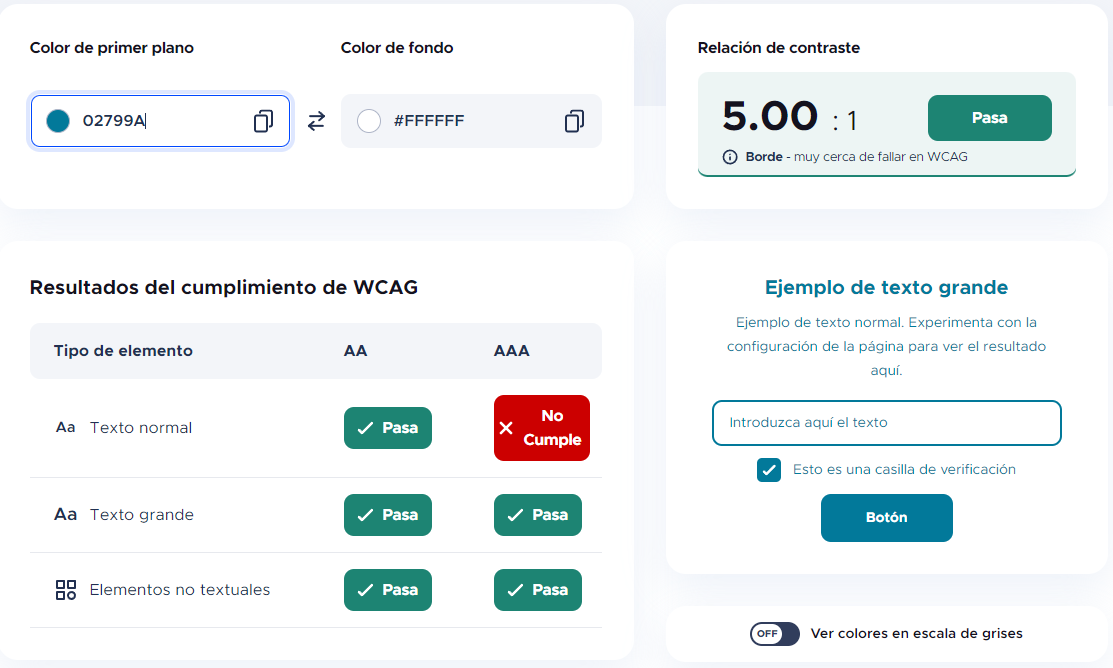 Color de primer plano
Color de fondo
02799A
#FFFFFF
Relación de contraste
5.00 : 1
Pasa
Borde - muy cerca de fallar en WCAG
Resultados del cumplimiento de WCAG
Tipo de elemento AA AAA
Aa Texto normal Pasa No Cumple
Aa Texto grande Pasa Pasa
Elementos no textuales Pasa Pasa
Ejemplo de texto grande
Ejemplo de texto normal. Experimenta con la
configuración de la página para ver el resultado
aquí.
Introduzca aquí el texto
Esto es una casilla de verificación
Botón
OFF Ver colores en escala de grises